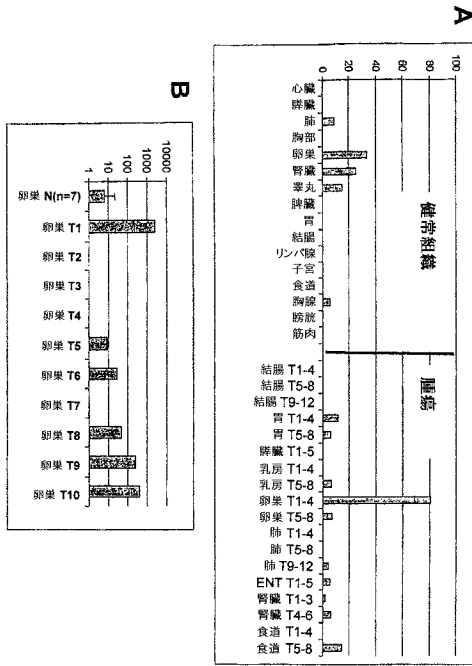 A
0 20 40 60 80 100
健常組織
心臓
膵臓
肺
胸部
卵巣
腎臓
睾丸
脾臓
胃
結腸
リンパ腺
子宮
食道
胸腺
膀胱
筋肉
腫瘍
結腸 T1-4
結腸 T5-8
結腸 T9-12
胃 T1-4
胃 T5-8
膵臓 T1-5
乳房 T1-4
乳房 T5-8
卵巣 T1-4
卵巣 T5-8
肺 T1-4
肺 T5-8
肺 T9-12
ENT T1-5
腎臓 T1-3
腎臓 T4-6
食道 T1-4
食道 T5-8
B
1 10 100 1000 10000
卵巣 N(n=7)
卵巣 T1
卵巣 T2
卵巣 T3
卵巣 T4
卵巣 T5
卵巣 T6
卵巣 T7
卵巣 T8
卵巣 T9
卵巣 T10